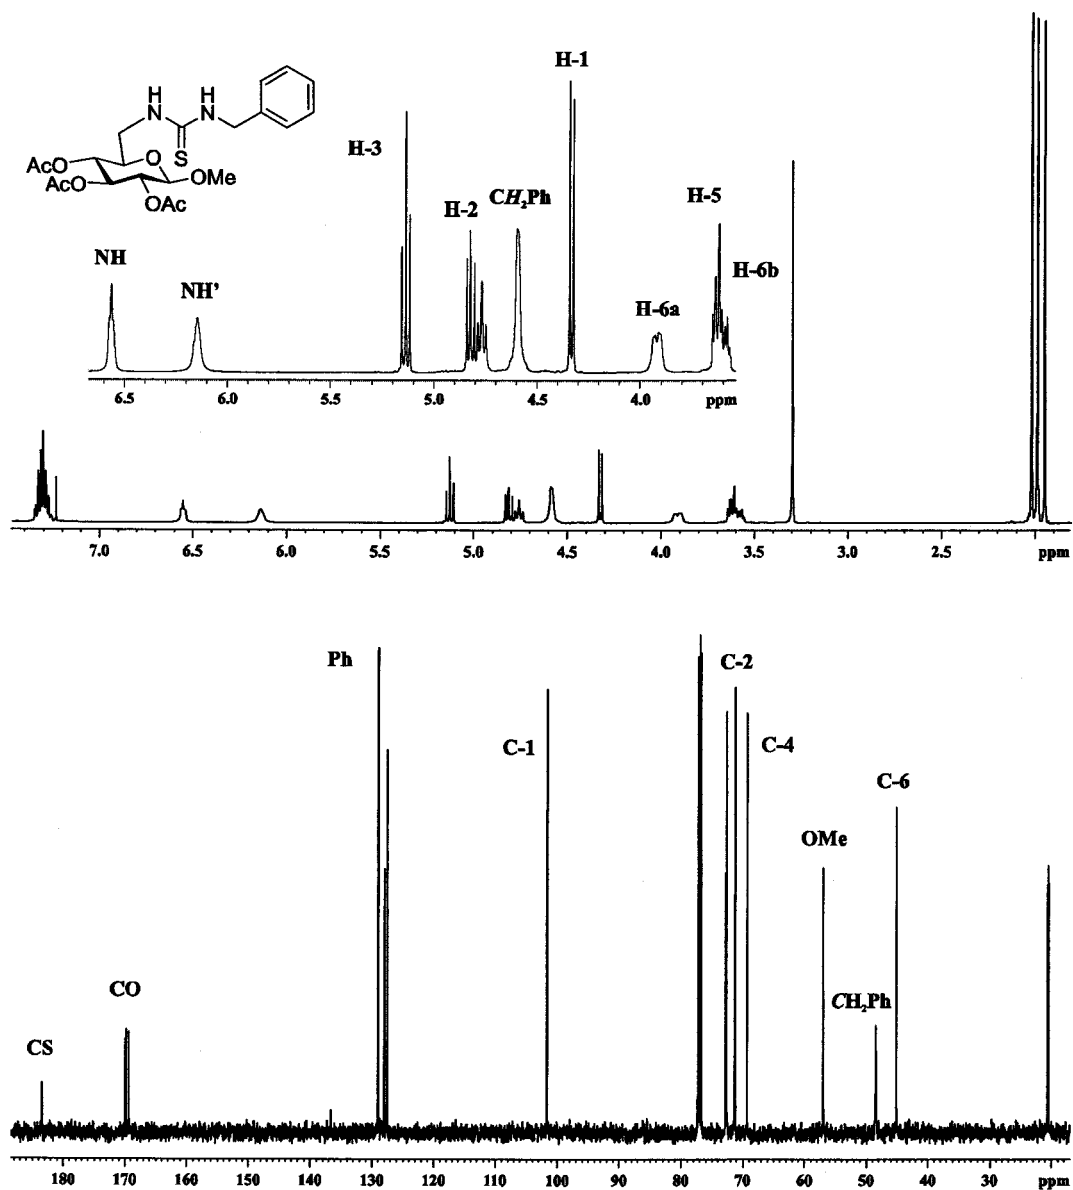 H-1
H H
N N
H-3
S
O
AcO
AcO
OMe
OAc
H-2
CH₂Ph
H-5
NH
NH'
H-6b
H-6a
6.5 6.0 5.5 5.0 4.5 4.0 ppm
7.0 6.5 6.0 5.5 5.0 4.5 4.0 3.5 3.0 2.5 ppm
Ph
C-2
C-1
C-4
C-6
OMe
CO
CH₂Ph
CS
180 170 160 150 140 130 120 110 100 90 80 70 60 50 40 30 ppm